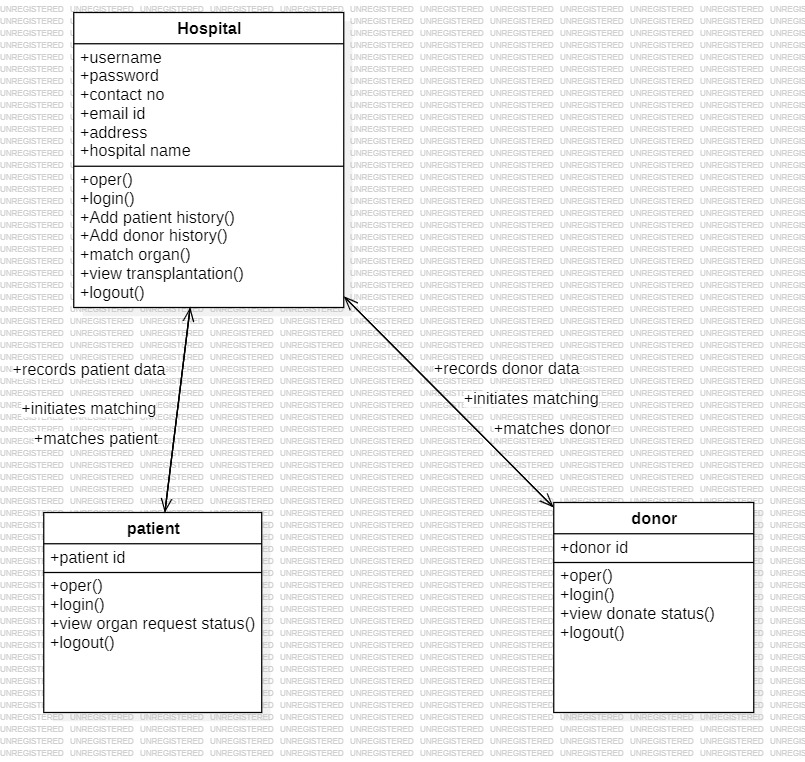 Hospital
+username
+password
+contact no
+email id
+address
+hospital name
+oper()
+login()
+Add patient history()
+Add donor history()
+match organ()
+view transplantation()
+logout()
+records patient data
+initiates matching
+matches patient
+records donor data
+initiates matching
+matches donor
patient
+patient id
+oper()
+login()
+view organ request status()
+logout()
donor
+donor id
+oper()
+login()
+view donate status()
+logout()
UNREGISTERED